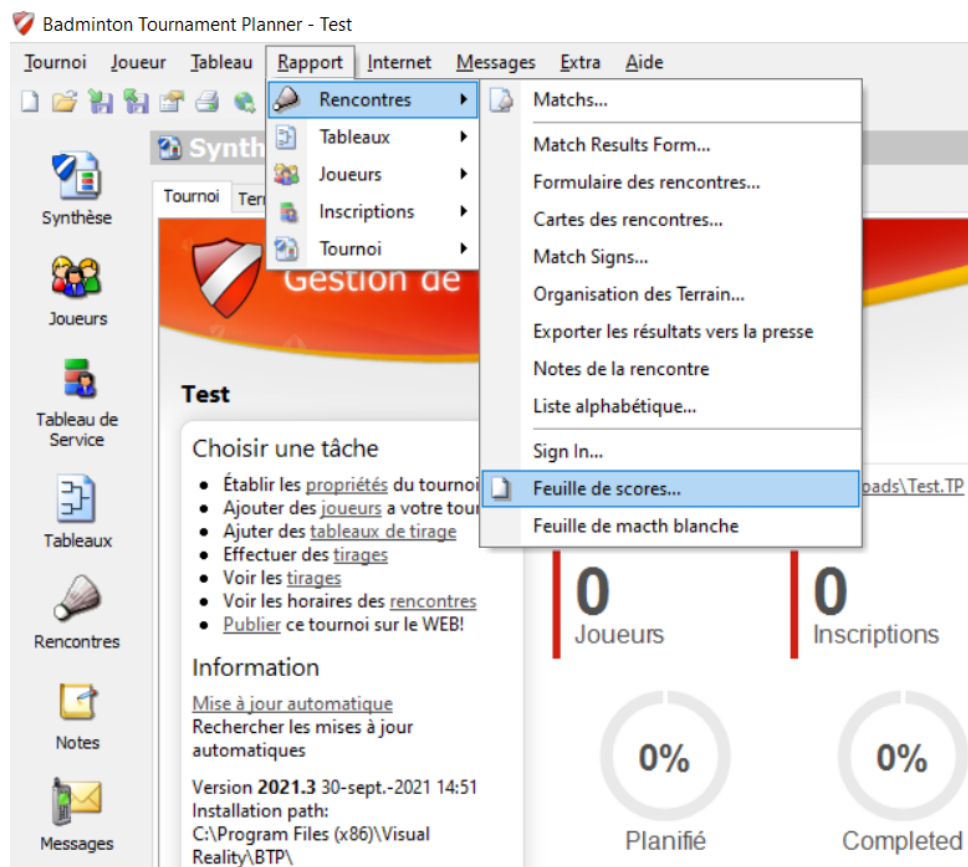 Badminton Tournament Planner - Test
Tournoi Joueur Tableau Rapport Internet Messages Extra Aide
Rencontres
Tableaux
Joueurs
Inscriptions
Tournoi
Matchs...
Match Results Form...
Formulaire des rencontres...
Cartes des rencontres...
Match Signs...
Organisation des Terrain...
Exporter les résultats vers la presse
Notes de la rencontre
Liste alphabétique...
Sign In...
Feuille de scores...
Feuille de macth blanche
Synthèse
Joueurs
Tableau de
Service
Tableaux
Rencontres
Notes
Messages
Synth
Tournoi Ter
Gestion de
Test
Choisir une tâche
Établir les propriétés du tournoi
Ajouter des joueurs a votre tour
Ajuter des tableaux de tirage
Effectuer des tirages
Voir les tirages
Voir les horaires des rencontres
Publier ce tournoi sur le WEB!
Information
Mise à jour automatique
Rechercher les mises à jour
automatiques
Version 2021.3 30-sept.-2021 14:51
Installation path:
C:\Program Files (x86)\Visual
Reality\BTP\
oads\Test.TP
0
Joueurs
0
Inscriptions
0%
Planifié
0%
Completed